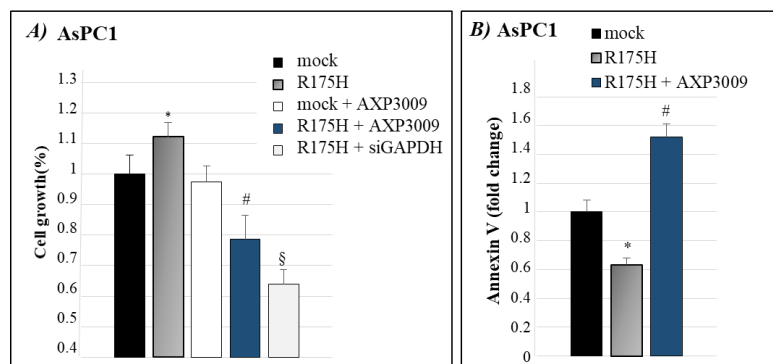 A) AsPC1
mock
R175H
mock + AXP3009
R175H + AXP3009
R175H + siGAPDH
Cell growth(%)
1.3
1.2
1.1
1
0.9
0.8
0.7
0.6
0.5
0.4
*
#
§
B) AsPC1
mock
R175H
R175H + AXP3009
Annexin V (fold change)
1.8
1.6
1.4
1.2
1
0.8
0.6
0.4
0.2
0
*
#